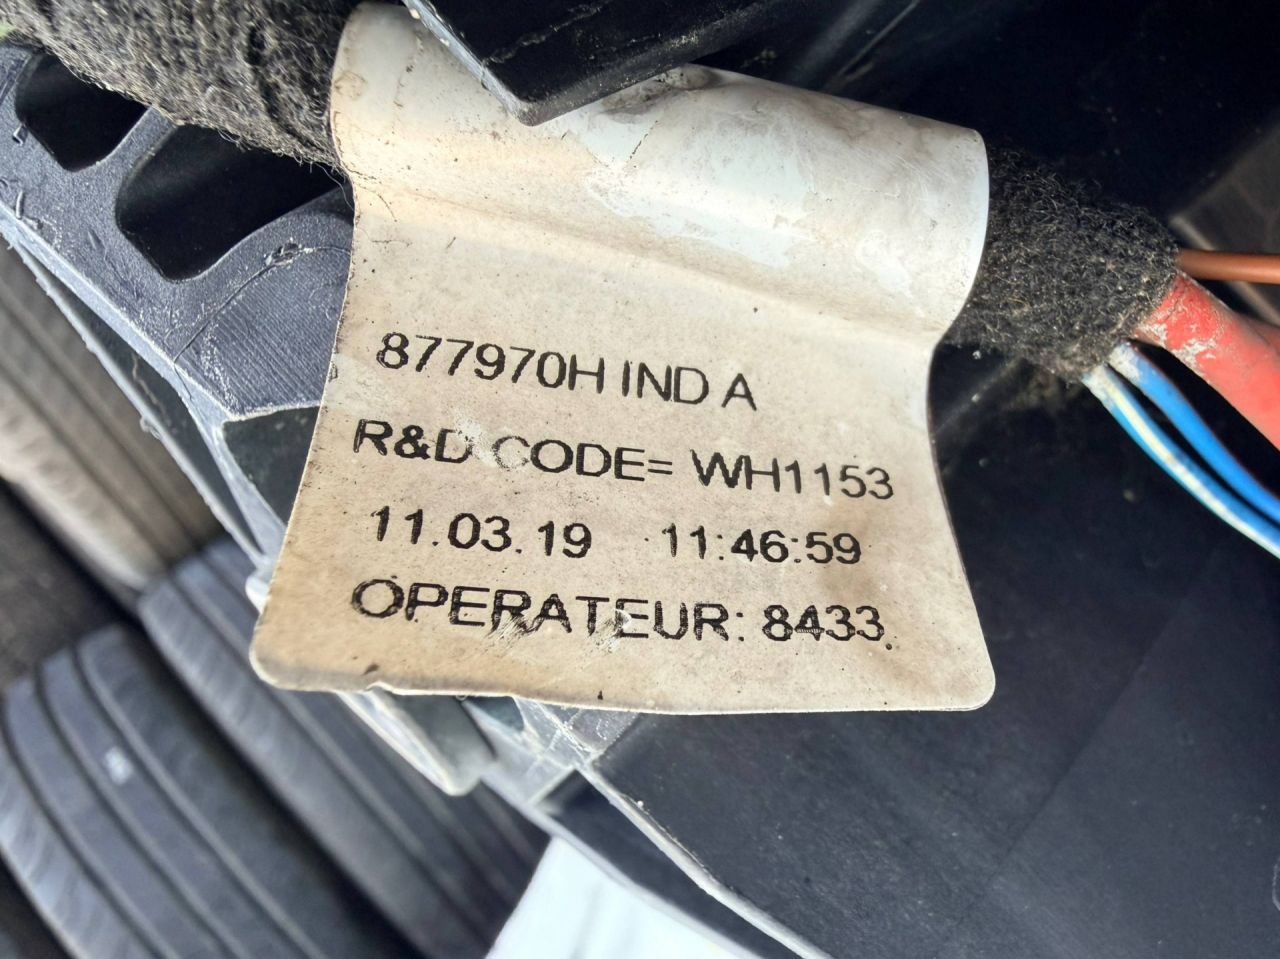 877970H IND A
R&D CODE= WH1153
11.03.19 11:46:59
OPERATEUR: 8433